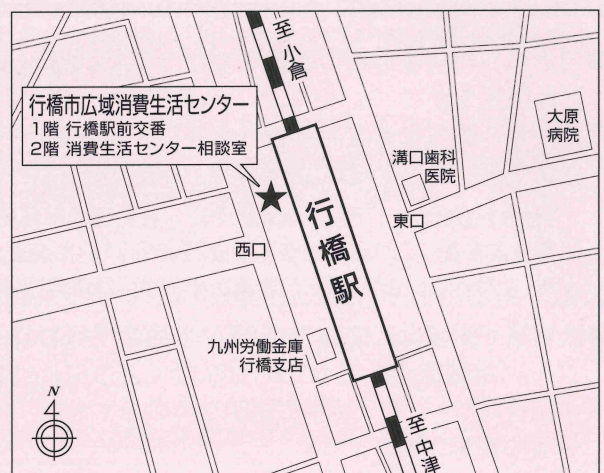 至小倉
行橋市広域消費生活センター
1階 行橋駅前交番
2階 消費生活センター相談室
大原
病院
溝口歯科
医院
東口
行橋駅
西口
九州労働金庫
行橋支店
N
至中津